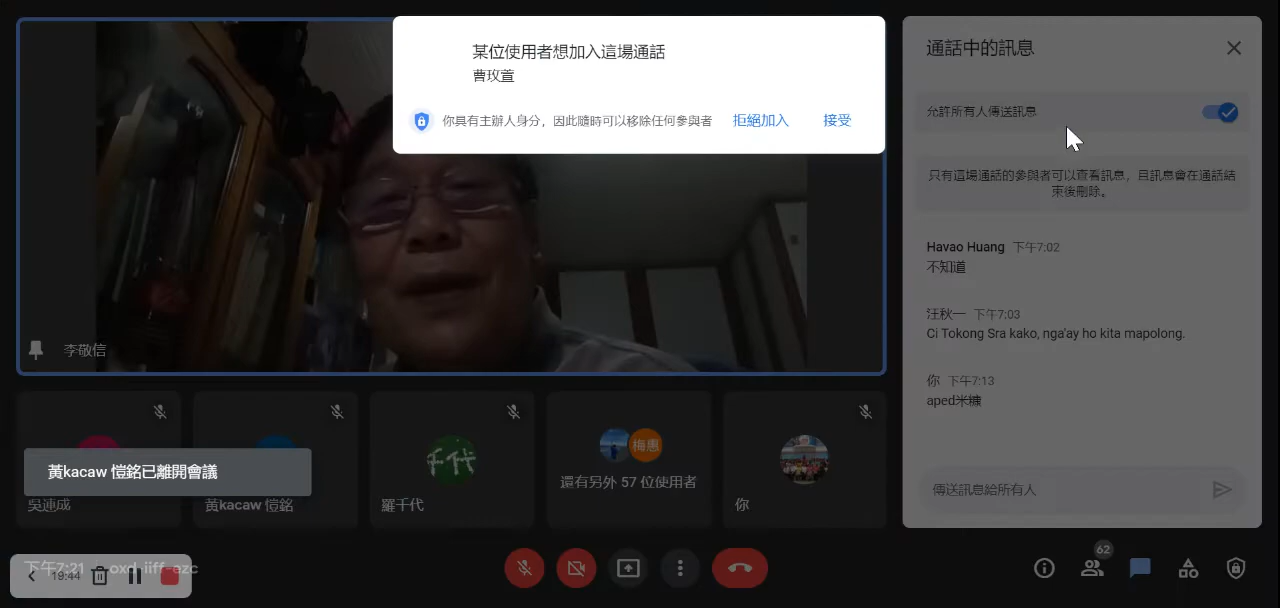 某位使用者想加入這場通話
曹玫萱
你具有主辦人身分，因此隨時可以移除任何參與者
拒絕加入
接受
李敬信
通話中的訊息
允許所有人傳送訊息
只有這場通話的參與者可以查看訊息，且訊息會在通話結
束後刪除。
Havao Huang 下午7:02
不知道
汪秋一 下午7:03
Ci Tokong Sra kako, nga'ay ho kita mapolong.
你 下午7:13
aped米糠
傳送訊息給所有人
黃kacaw 愷銘已離開會議
吳連成
黃kacaw 愷銘
千代
羅千代
梅惠
還有另外 57 位使用者
你
下午7:21
19:44
oxd-iiff-ezc
62